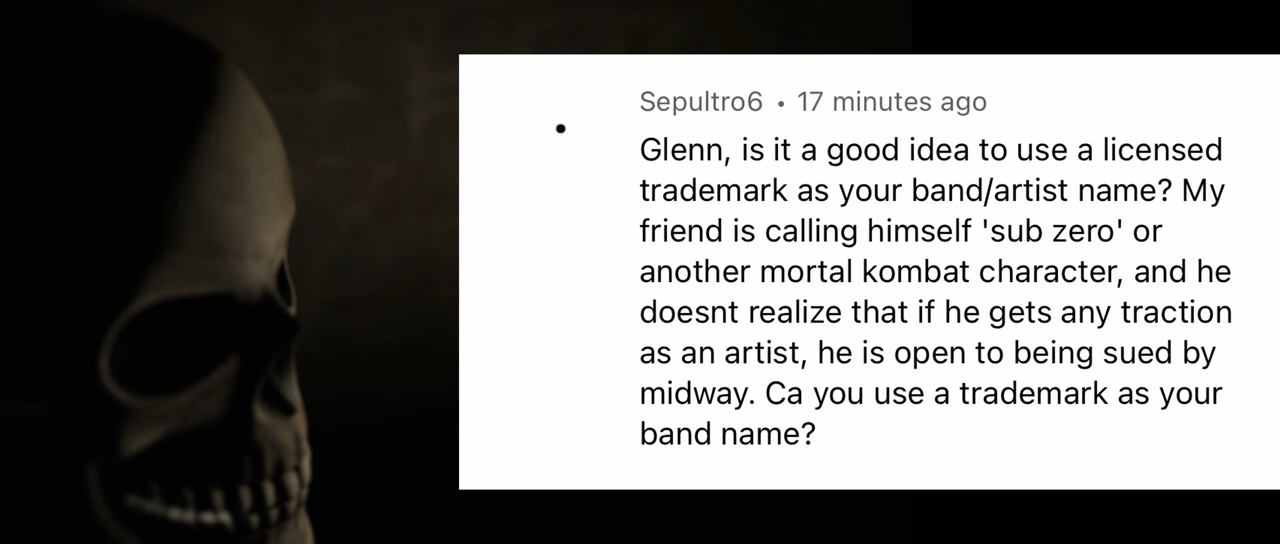 Sepultro6 • 17 minutes ago
Glenn, is it a good idea to use a licensed
trademark as your band/artist name? My
friend is calling himself 'sub zero' or
another mortal kombat character, and he
doesnt realize that if he gets any traction
as an artist, he is open to being sued by
midway. Ca you use a trademark as your
band name?